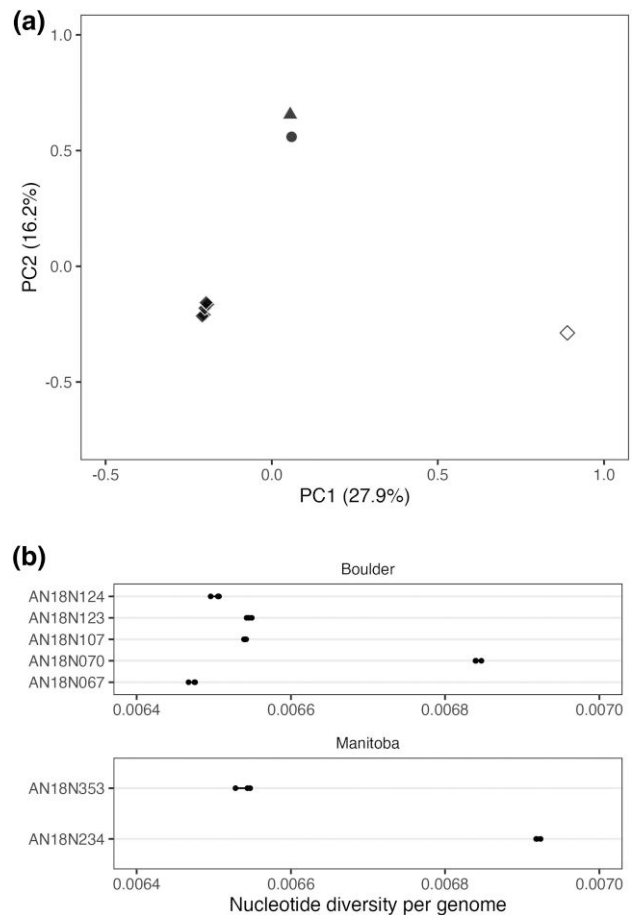 (a)
1.0
0.5
0.0
-0.5
PC2 (16.2%)
-0.5 0.0 0.5 1.0
PC1 (27.9%)
(b)
Boulder
AN18N124
AN18N123
AN18N107
AN18N070
AN18N067
0.0064 0.0066 0.0068 0.0070
Manitoba
AN18N353
AN18N234
0.0064 0.0066 0.0068 0.0070
Nucleotide diversity per genome